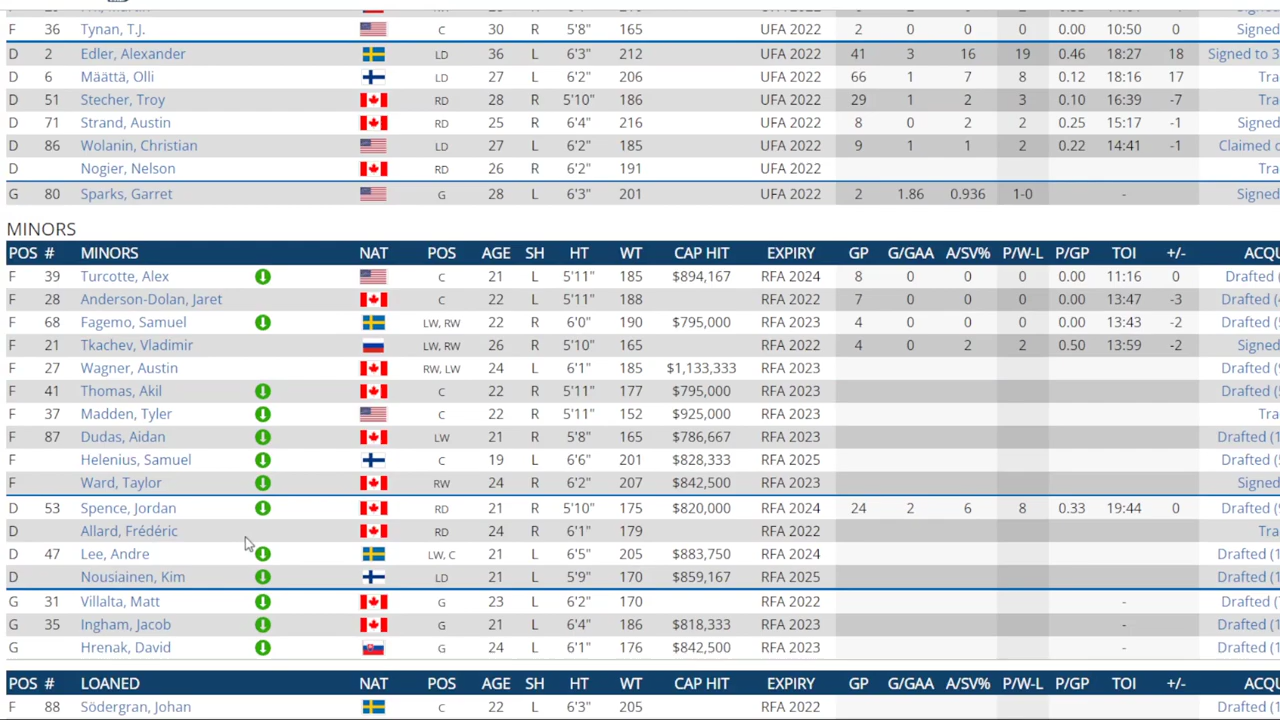 F 36 Tynan, T.J. C 30 R 5'8" 165 UFA 2022 2 0 0 0 0.00 10:50 0 Signed
D 2 Edler, Alexander LD 36 L 6'3" 212 UFA 2022 41 3 16 19 18:27 18 Signed to 3
D 6 Määttä, Olli LD 27 L 6'2" 206 UFA 2022 66 8 18:16 17 Tra
D 51 Stecher, Troy RD 28 R 5'10" 186 UFA 2022 29 1 2 3 0.10 16:39 -7 Tra
D 71 Strand, Austin RD 25 R 6'4" 216 UFA 2022 8 0 2 2 0.25 15:17 -1 Signed
D 86 Wolanin, Christian LD 27 L 6'2" 185 UFA 2022 9 2 14:41 1 Claimed
D Nogier, Nelson RD 26 R 6'2" 191 UFA 2022 Tra
G 80 Sparks, Garret G 28 L 6'3" 201 UFA 2022 2 1.86 0.936 1-0 - Signed
MINORS
POS # MINORS NAT POS AGE SH HT WT CAP HIT EXPIRY GP G/GAA A/SV% P/W-L P/GP TOI +/- ACQU
F 39 Turcotte, Alex C 21 L 5'11" 185 $894,167 RFA 2024 8 0 0 0 11:16 Drafted
F 28 Anderson-Dolan, Jaret C 22 L 5'11" 188 RFA 2022 7 0 0 0 0.00 13:47 3 Drafted (
F 68 Fagemo, Samuel LW, RW 22 R 6'0" 190 $795,000 RFA 2023 4 0 0 0 0.00 13:43 -2 Drafted (
F 21 Tkachev, Vladimir LW, RW 26 R 5'10" 165 RFA 2022 4 0 2 2 0.50 13:59 -2 Signed
F 27 Wagner, Austin RW, LW 24 L 6'1" 185 $1,133,333 RFA 2023 Drafted (
F 41 Thomas, Akil C 22 R 5'11" 177 $795,000 RFA 2023 Drafted (
F 37 Madden, Tyler C 22 R 5'11" 152 $925,000 RFA 2023 Tra
F 87 Dudas, Aidan LW 21 R 5'8" 165 $786,667 RFA 2023 Drafted (1
F Helenius, Samuel C 19 L 6'6" 201 $828,333 RFA 2025 Drafted (
F Ward, Taylor RW 24 R 6'2" 207 $842,500 RFA 2023 Signed
D 53 Spence, Jordan RD 21 R 5'10" 175 $820,000 RFA 2024 24 2 6 8 0.33 19:44 0 Drafted (
D Allard, Frédéric RD 24 R 6'1" 179 RFA 2022 Tra
D 47 Lee, Andre LW, C 21 L 6'5" 205 $883,750 RFA 2024 Drafted (1
D Nousiainen, Kim LD 21 L 5'9" 170 $859,167 RFA 2025 Drafted (1
G 31 Villalta, Matt G 23 L 6'2" 170 RFA 2022 - Drafted (
G 35 Ingham, Jacob G 21 L 6'4" 186 $818,333 RFA 2023 - Drafted (1
G Hrenak, David G 24 L 6'1" 176 $842,500 RFA 2023 - Drafted (1
POS # LOANED NAT POS AGE SH HT WT CAP HIT EXPIRY GP G/GAA A/SV% P/W-L P/GP TOI +/- ACQU
F 88 Södergran, Johan C 22 L 6'3" 205 RFA 2022 Drafted (